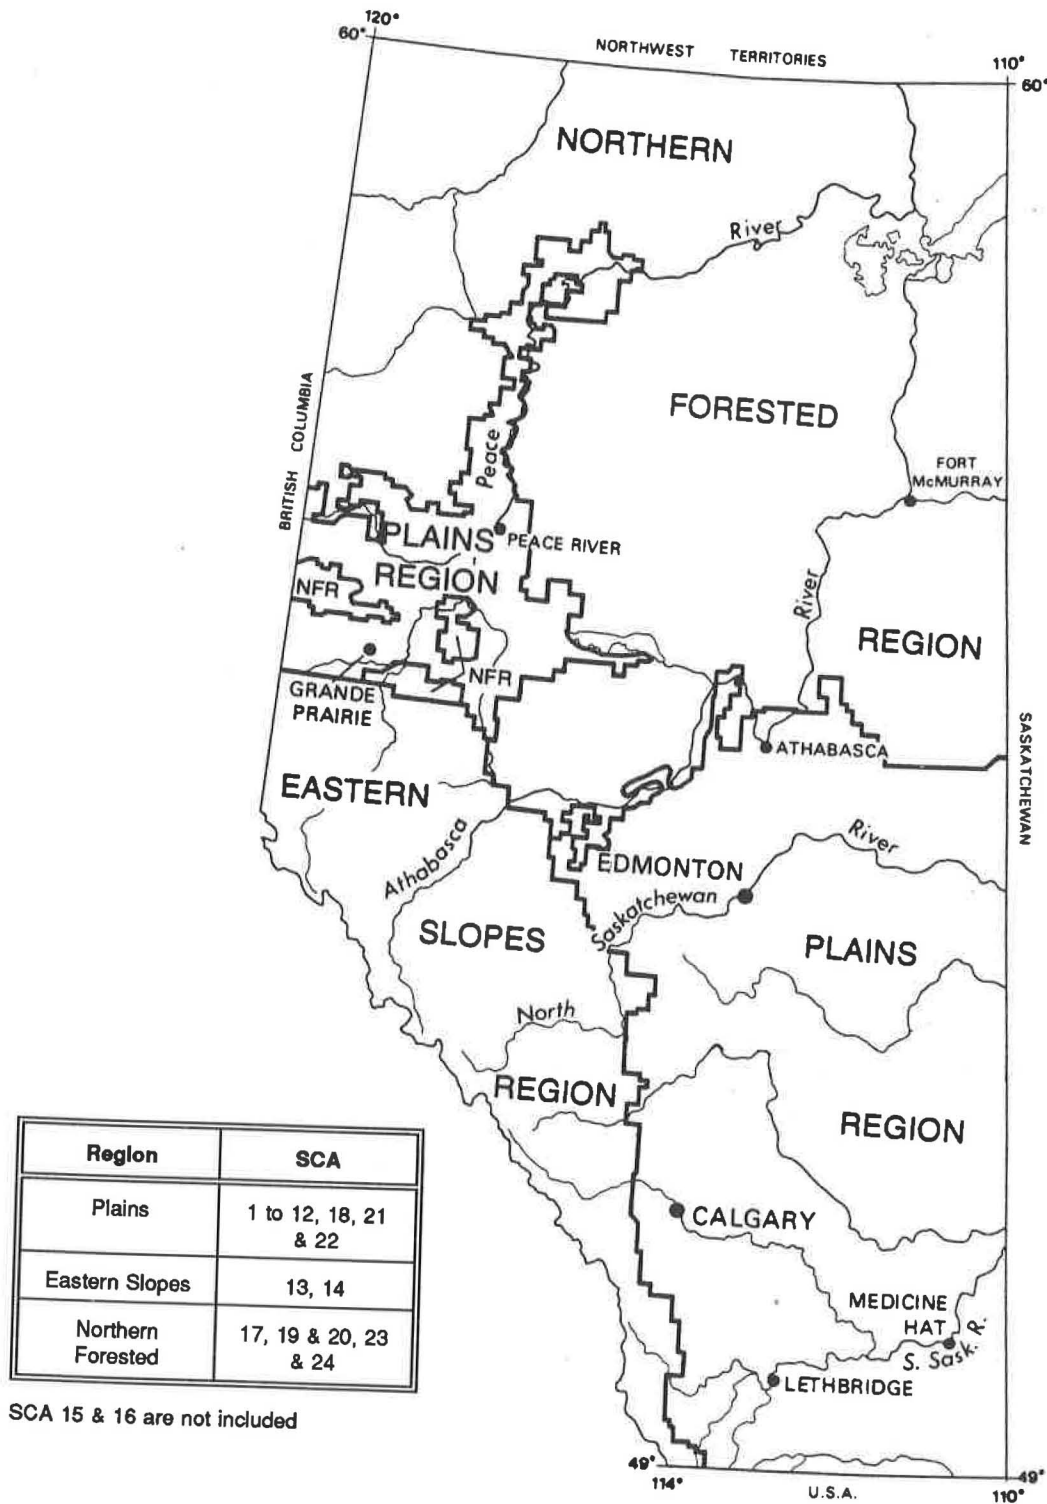 120°
60°
NORTHWEST TERRITORIES
110°
60°
NORTHERN
River
BRITISH COLUMBIA
FORESTED
Peace
FORT
McMURRAY
PLAINS
PEACE RIVER
REGION
NFR
River
REGION
NFR
GRANDE
PRAIRIE
ATHABASCA
SASKATCHEWAN
EASTERN
Athabasca
River
EDMONTON
Saskatchewan
SLOPES
PLAINS
North
REGION
REGION
CALGARY
MEDICINE
HAT
S. Sask. R.
LETHBRIDGE
49°
114°
U.S.A.
49°
110°
Region SCA
Plains 1 to 12, 18, 21
& 22
Eastern Slopes 13, 14
Northern 17, 19 & 20, 23
Forested & 24
SCA 15 & 16 are not included